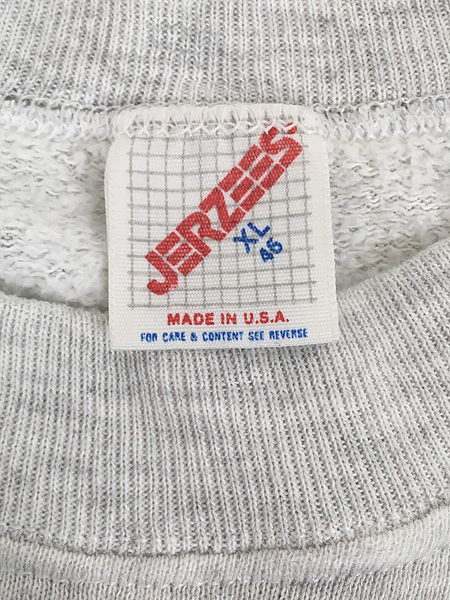 JERZEES
XL
46
MADE IN U.S.A.
FOR CARE & CONTENT SEE REVERSE